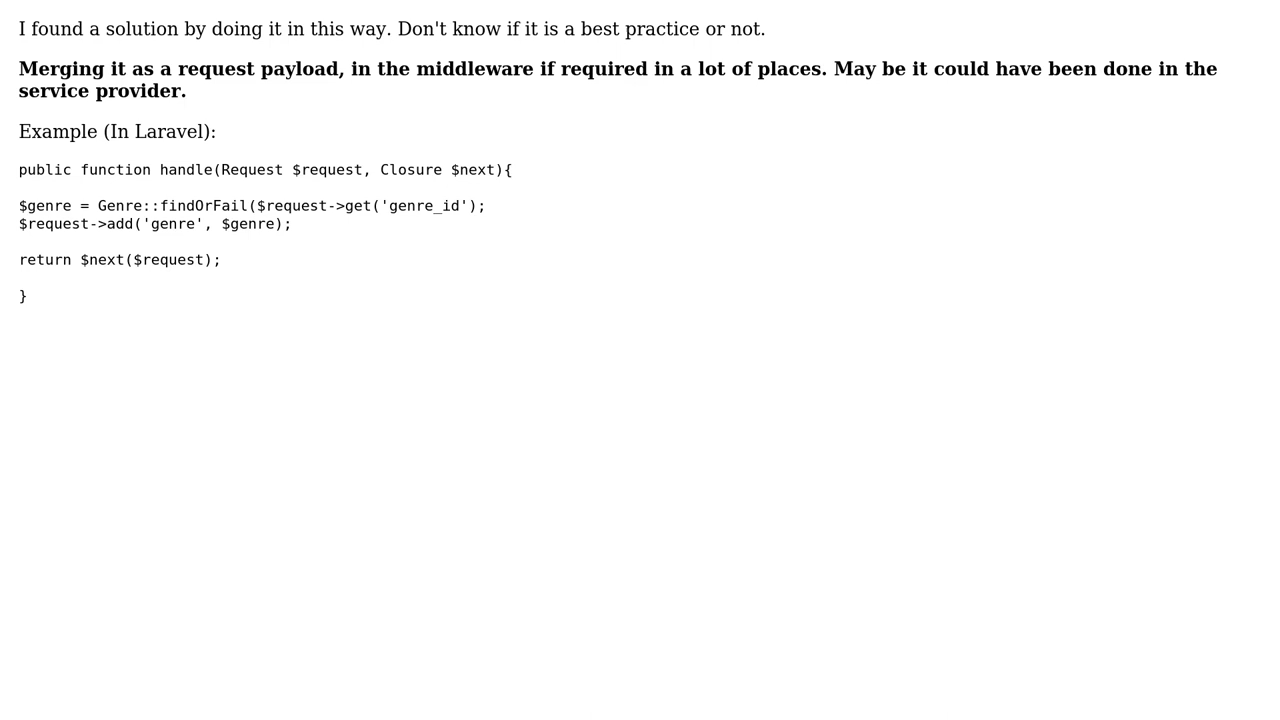 I found a solution by doing it in this way. Don't know if it is a best practice or not.
Merging it as a request payload, in the middleware if required in a lot of places. May be it could have been done in the
service provider.
Example (In Laravel):
public function handle(Request $request, Closure $next){
$genre = Genre::findOrFail($request->get('genre_id');
$request->add('genre', $genre);
return $next($request);
}